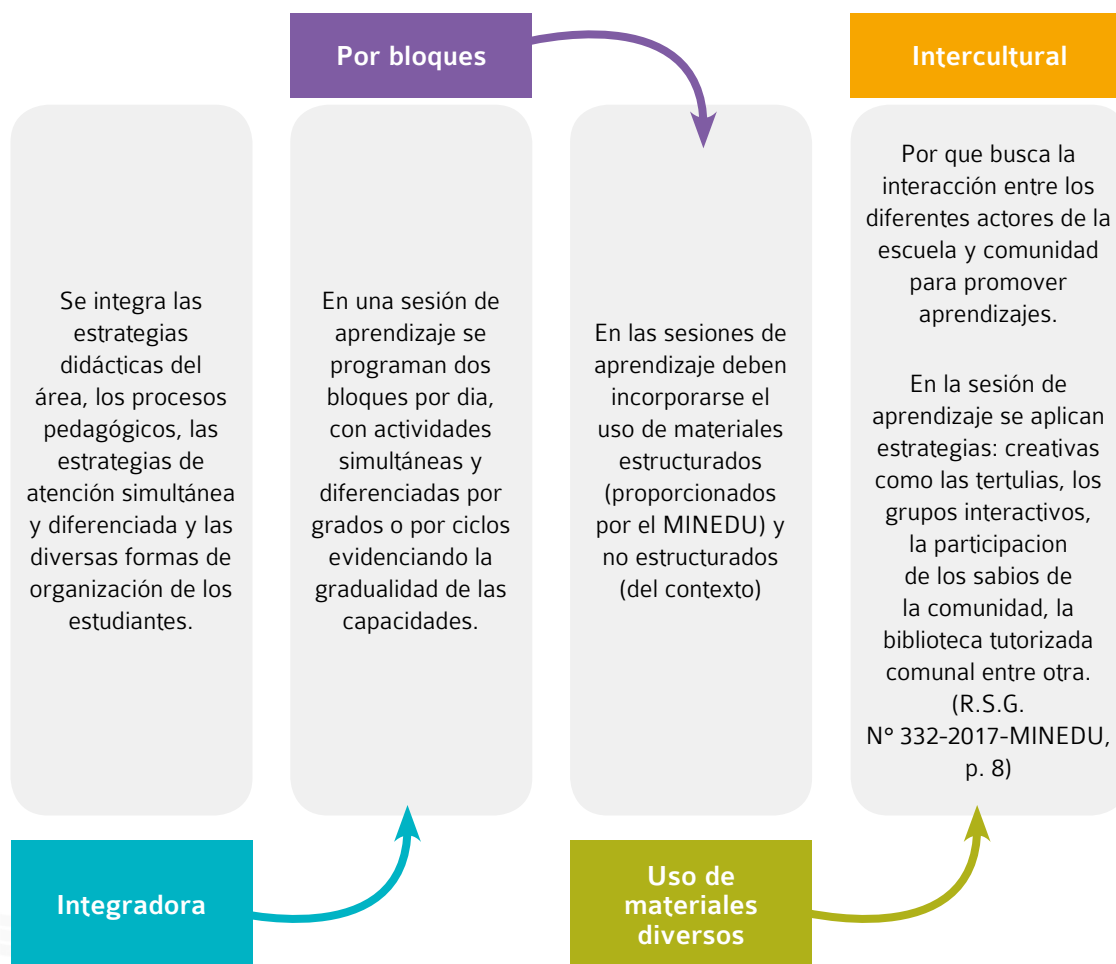 Integradora
Se integra las
estrategias
didácticas del
área, los procesos
pedagógicos, las
estrategias de
atención simultánea
y diferenciada y las
diversas formas de
organización de los
estudiantes.
Por bloques
En una sesión de
aprendizaje se
programan dos
bloques por dia,
con actividades
simultáneas y
diferenciadas por
grados o por ciclos
evidenciando la
gradualidad de las
capacidades.
Uso de
materiales
diversos
En las sesiones de
aprendizaje deben
incorporarse el
uso de materiales
estructurados
(proporcionados
por el MINEDU) y
no estructurados
(del contexto)
Intercultural
Por que busca la
interacción entre los
diferentes actores de la
escuela y comunidad
para promover
aprendizajes.
En la sesión de
aprendizaje se aplican
estrategias: creativas
como las tertulias, los
grupos interactivos,
la participacion
de los sabios de
la comunidad, la
biblioteca tutorizada
comunal entre otra.
(R.S.G.
N° 332-2017-MINEDU,
p. 8)